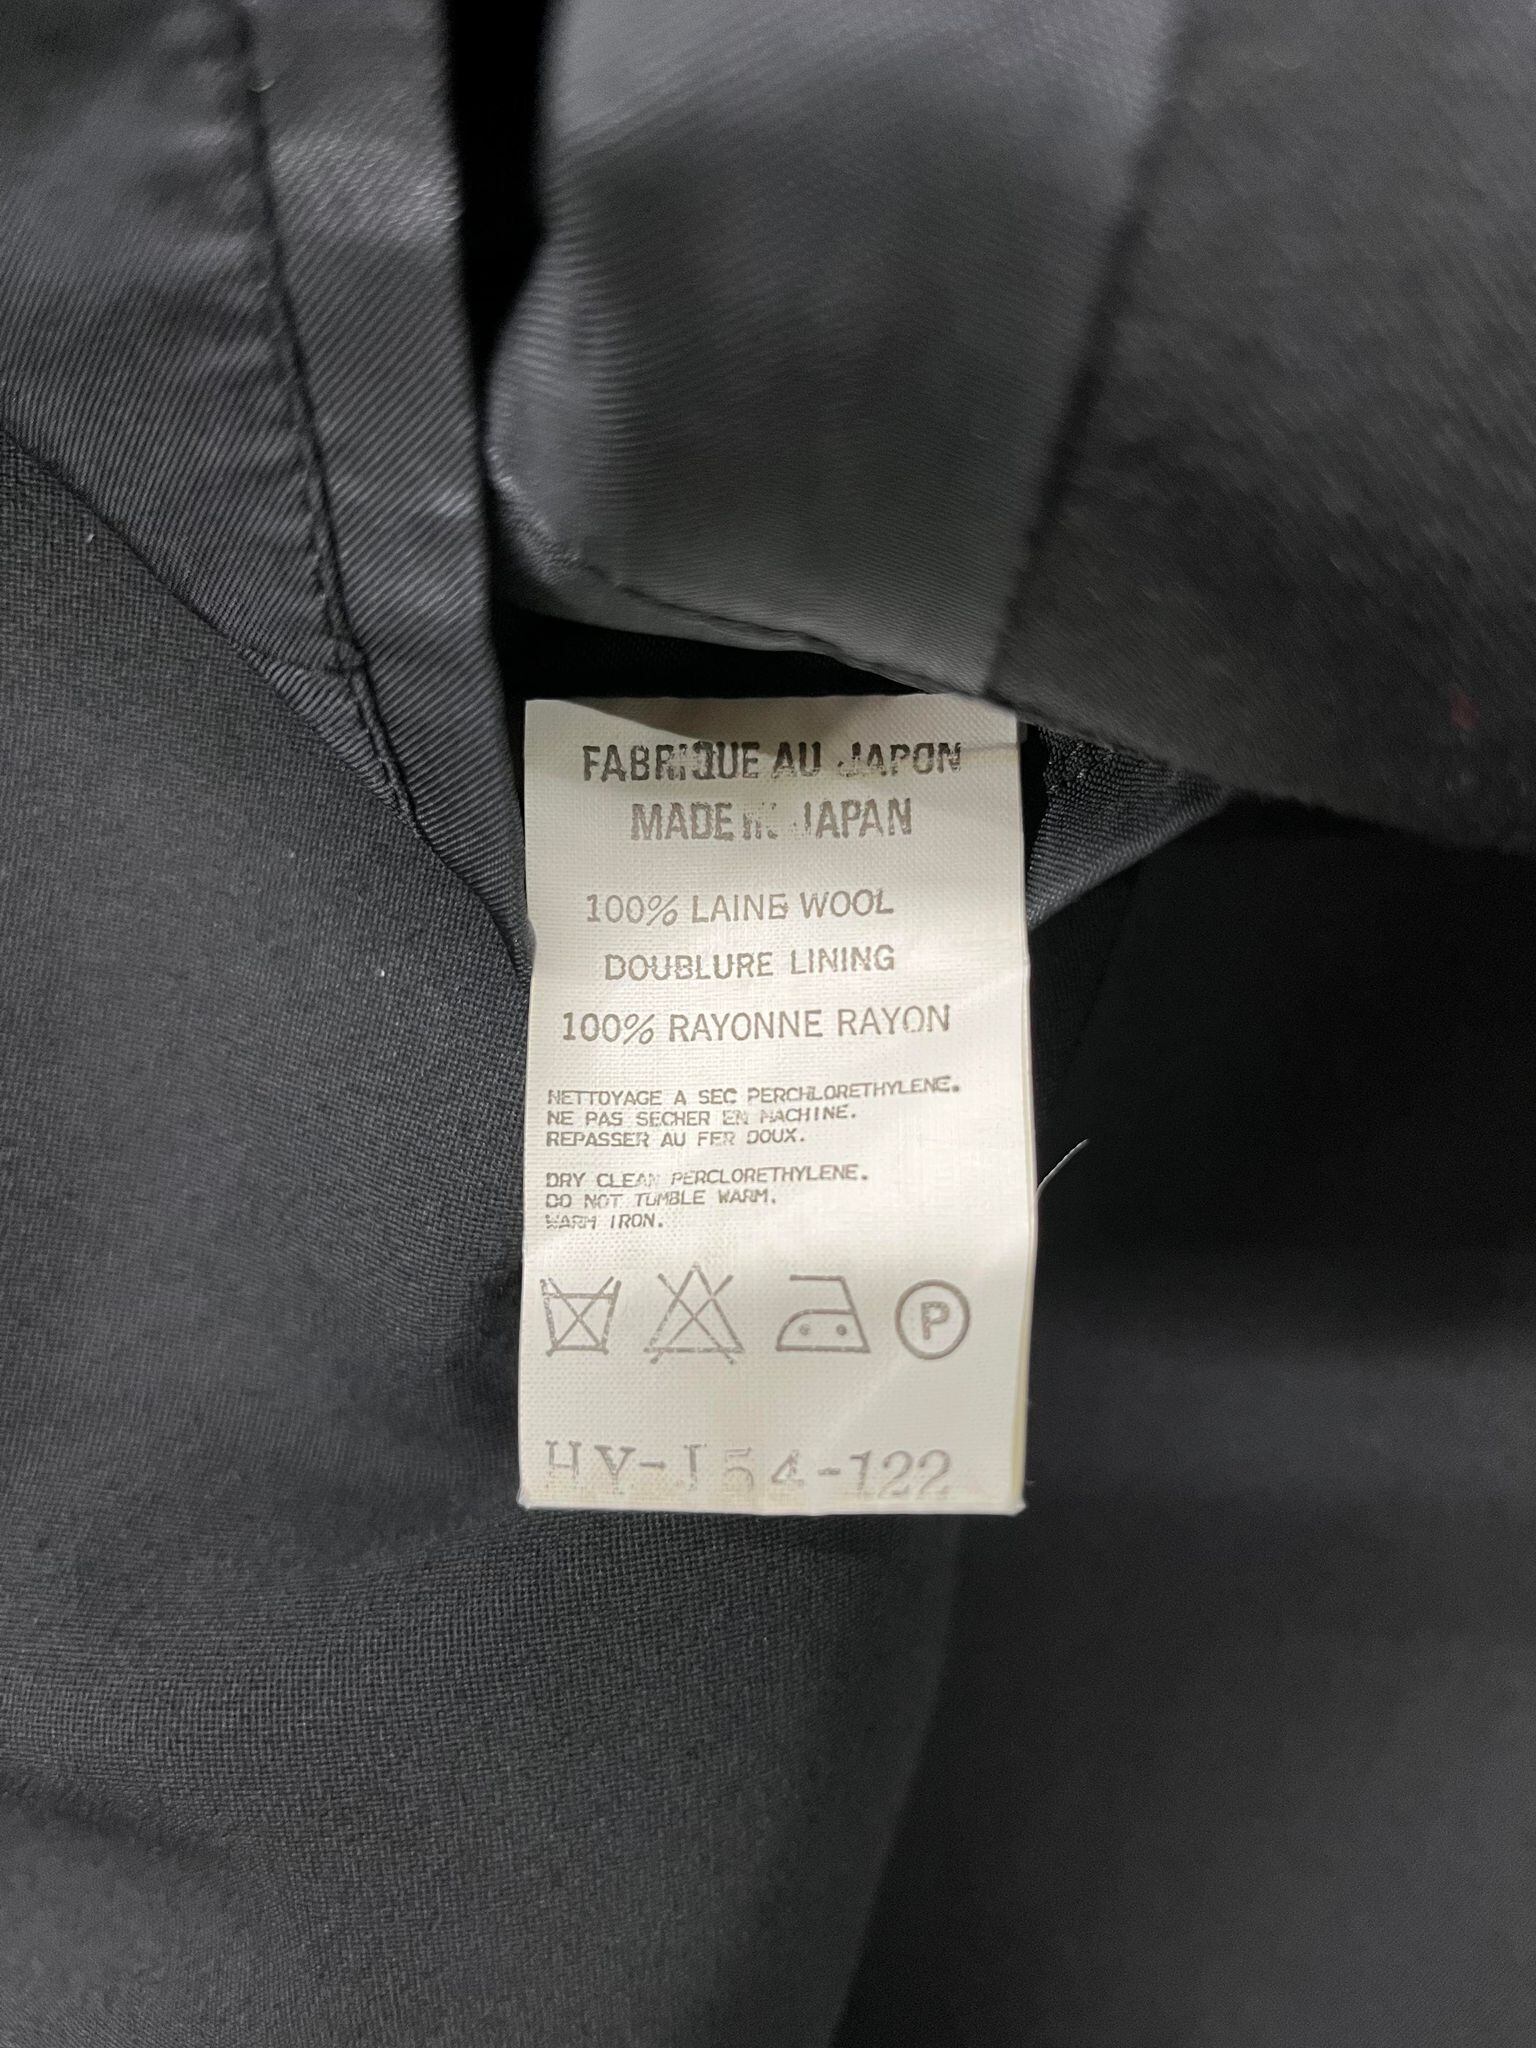 FABRIQUE AU JAPON
MADE IN JAPAN
100% LAINE WOOL
DOUBLURE LINING
100% RAYONNE RAYON
NETTOYAGE A SEC PERCHLORETHYLENE.
NE PAS SECHER EN MACHINE.
REPASSER AU FER DOUX.
DRY CLEAN PERCLORETHYLENE.
DO NOT TUMBLE WARM.
WARM IRON.
P
HY-J54-122